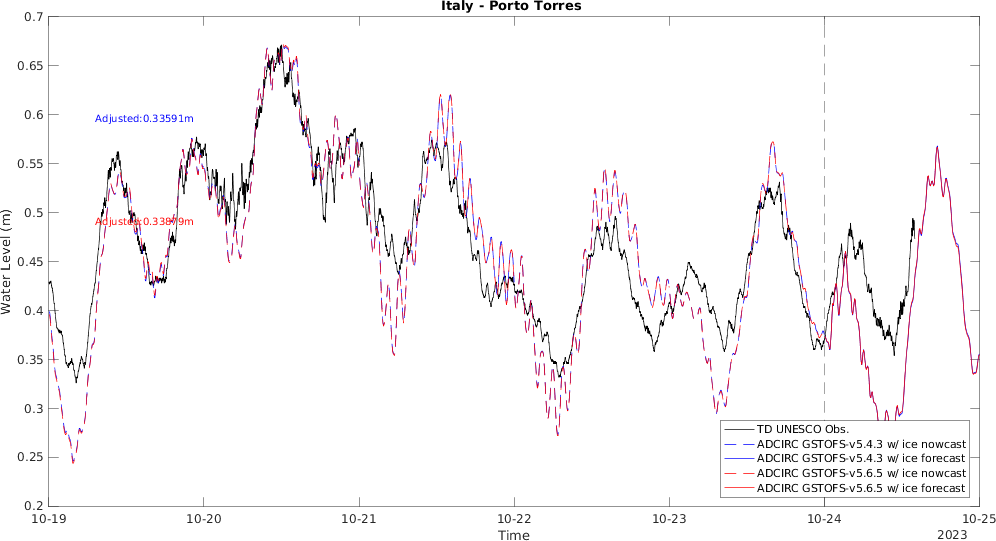 Italy - Porto Torres
Water Level (m)
0.7
0.65
0.6
0.55
0.5
0.45
0.4
0.35
0.3
0.25
0.2
Adjusted:0.33591m
Adjusted:0.33879m
TD UNESCO Obs.
ADCIRC GSTOFS-v5.4.3 w/ ice nowcast
ADCIRC GSTOFS-v5.4.3 w/ ice forecast
ADCIRC GSTOFS-v5.6.5 w/ ice nowcast
ADCIRC GSTOFS-v5.6.5 w/ ice forecast
10-19 10-20 10-21 10-22 10-23 10-24 10-25
Time
2023